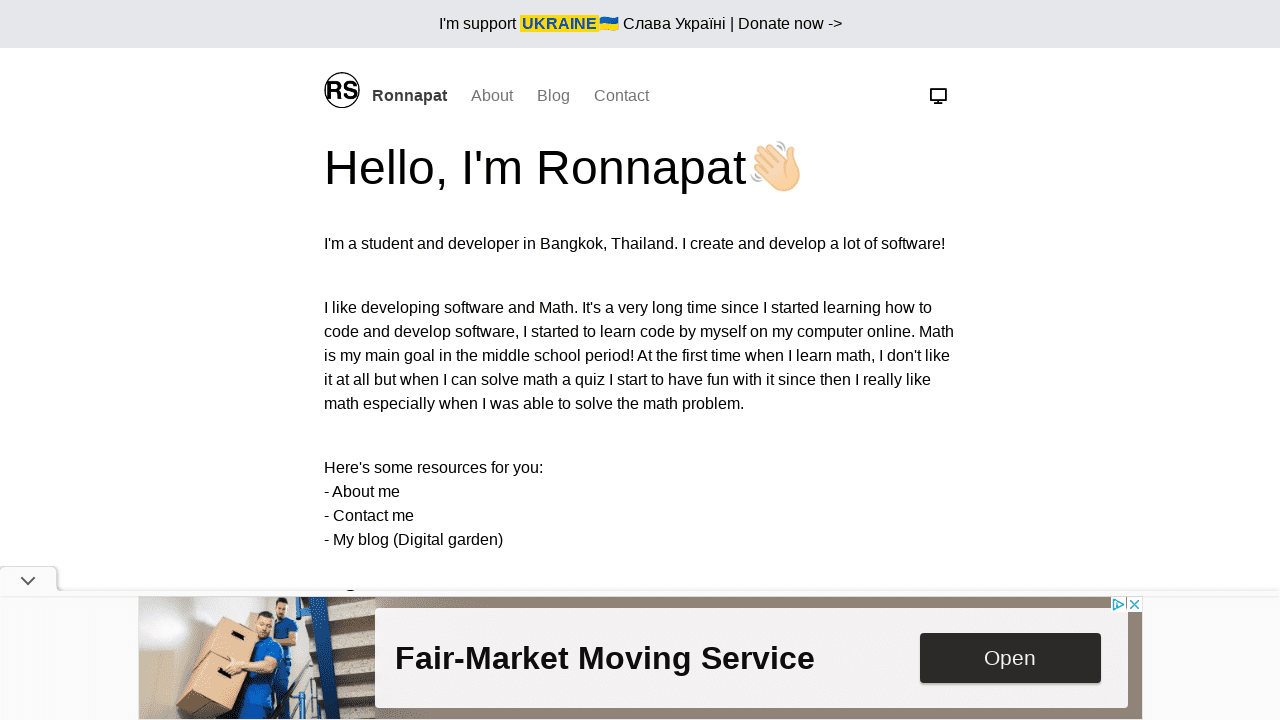 I'm support UKRAINE🇺🇦 Слава Україні | Donate now ->
RS Ronnapat About Blog Contact
Hello, I'm Ronnapat👋🏻
I'm a student and developer in Bangkok, Thailand. I create and develop a lot of software!
I like developing software and Math. It's a very long time since I started learning how to
code and develop software, I started to learn code by myself on my computer online. Math
is my main goal in the middle school period! At the first time when I learn math, I don't like
it at all but when I can solve math a quiz I start to have fun with it since then I really like
math especially when I was able to solve the math problem.
Here's some resources for you:
- About me
- Contact me
- My blog (Digital garden)
Fair-Market Moving Service
Open